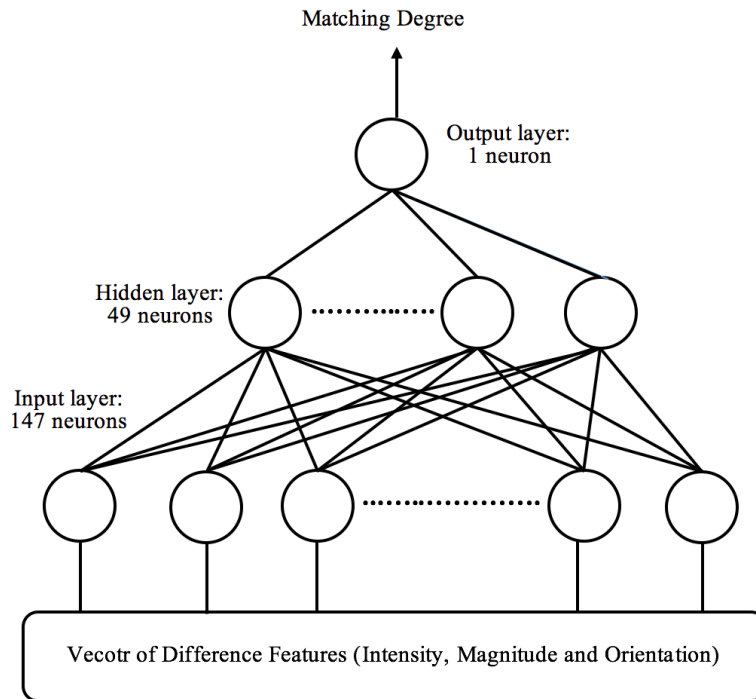 Matching Degree
Output layer:
1 neuron
Hidden layer:
49 neurons
Input layer:
147 neurons
Vecotr of Difference Features (Intensity, Magnitude and Orientation)